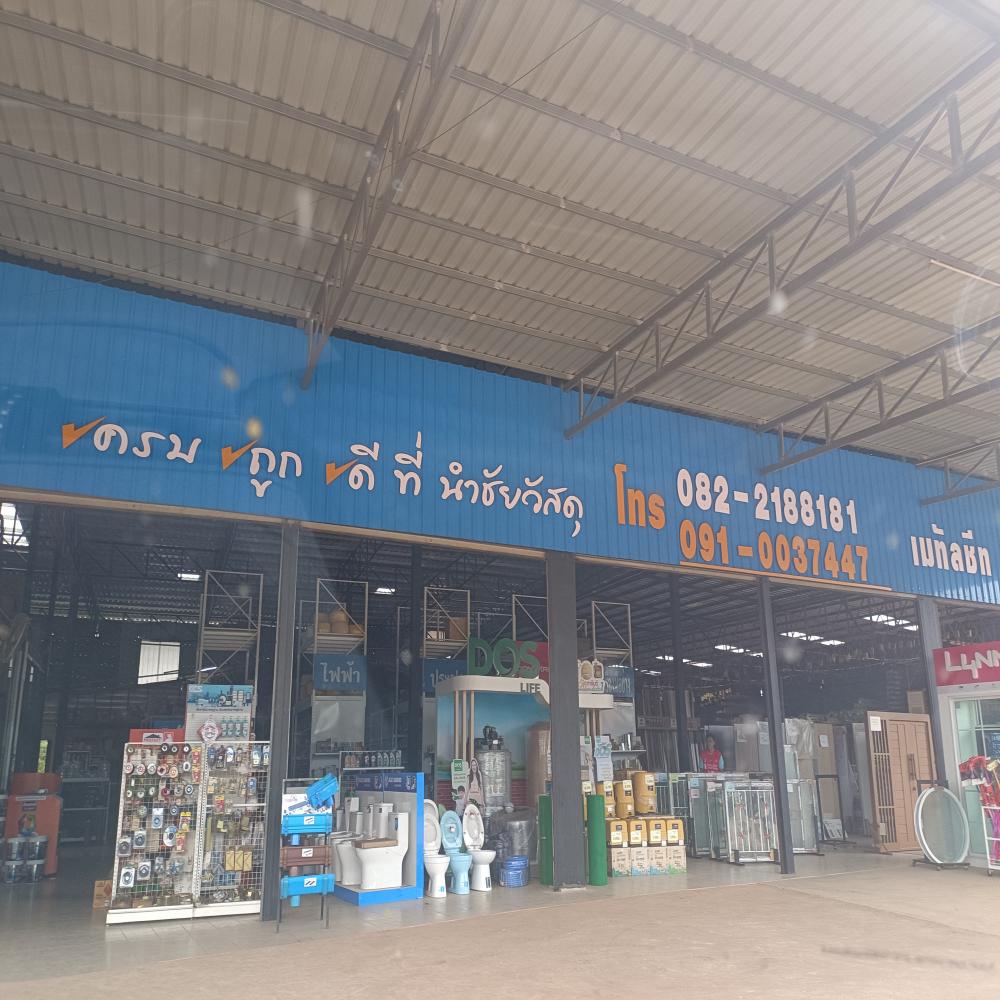 ครบ ถูก ดี ที่ นำชัยวัสดุ
โทร 082-2188181
091-0037447
เมทัลชีท
LYNN
DOS
LIFE
ไฟฟ้า